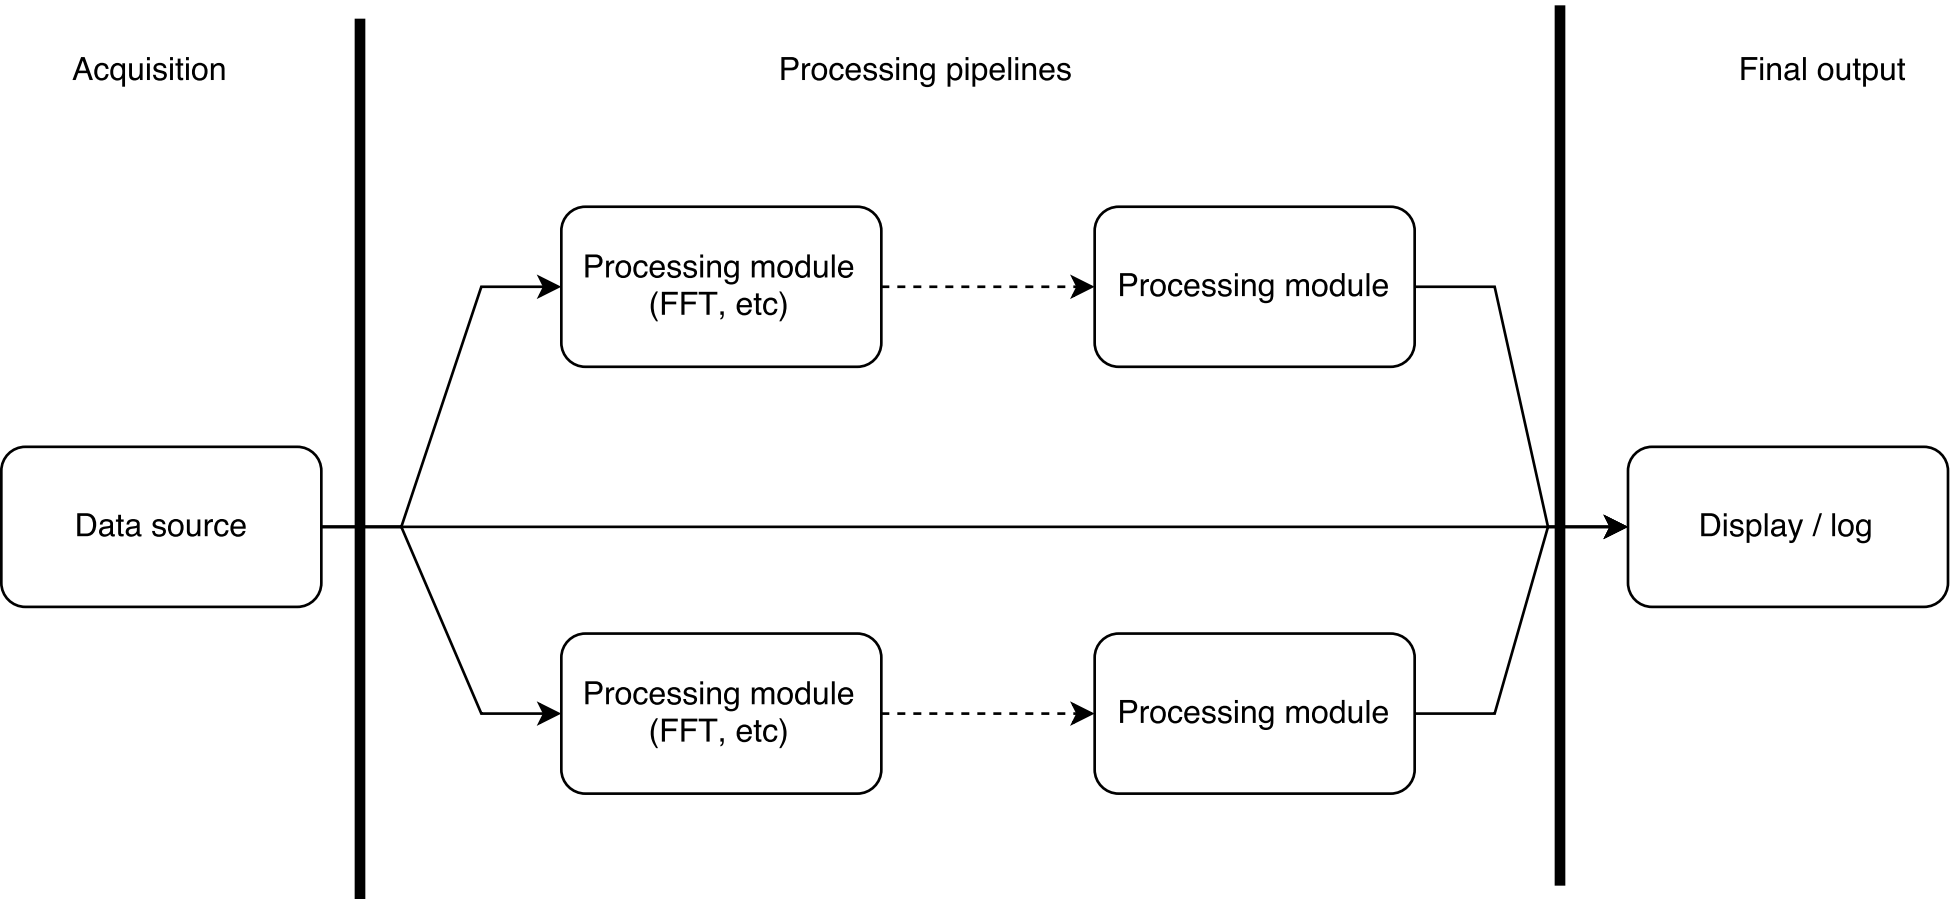 Acquisition
Processing pipelines
Final output
Processing module
(FFT, etc)
Processing module
Data source
Display / log
Processing module
(FFT, etc)
Processing module